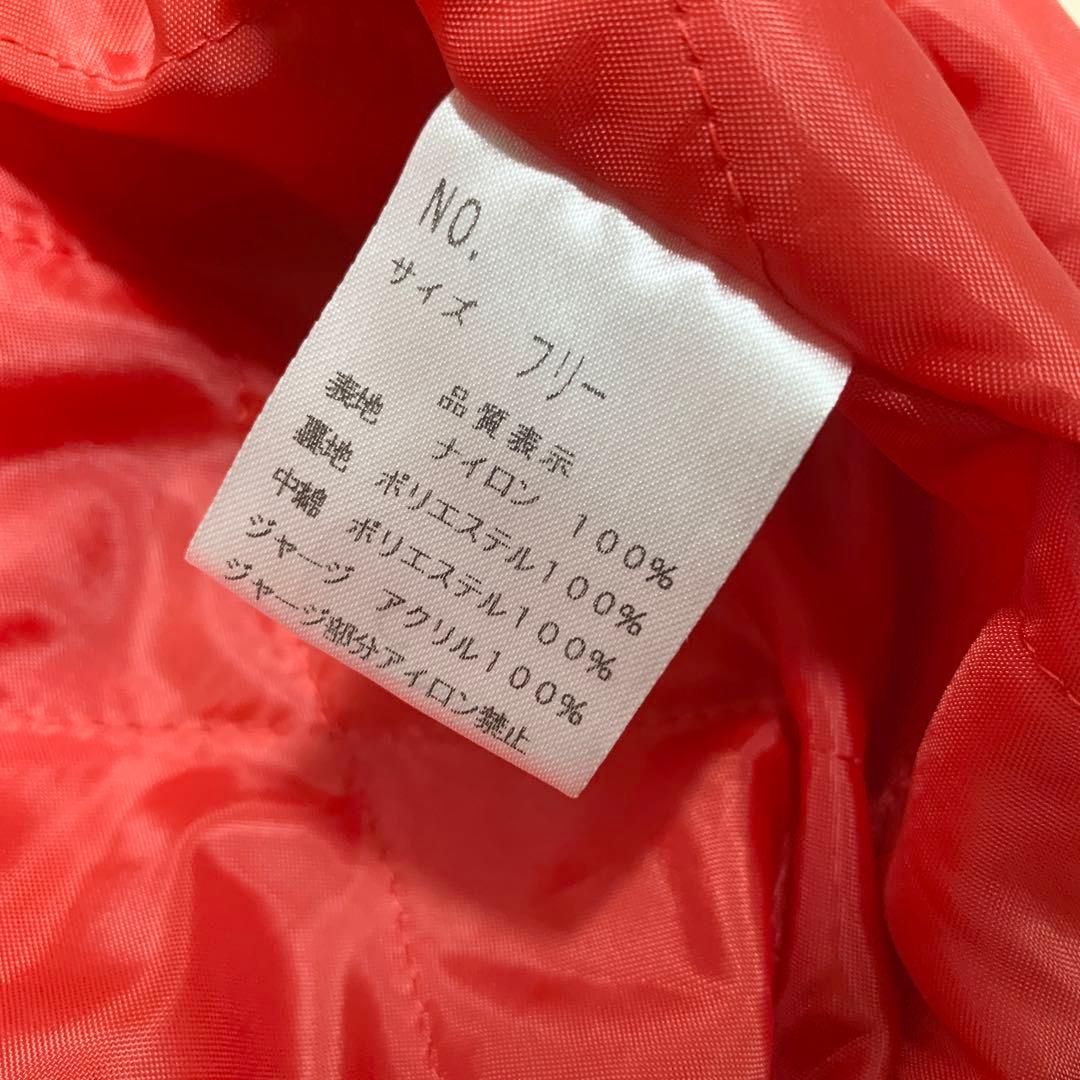 NO.
サイズ フリー
品質表示
表地 ナイロン 100%
裏地 ポリエステル100%
中綿 ポリエステル100%
ジャージ アクリル100%
ジャージ部分アイロン禁止